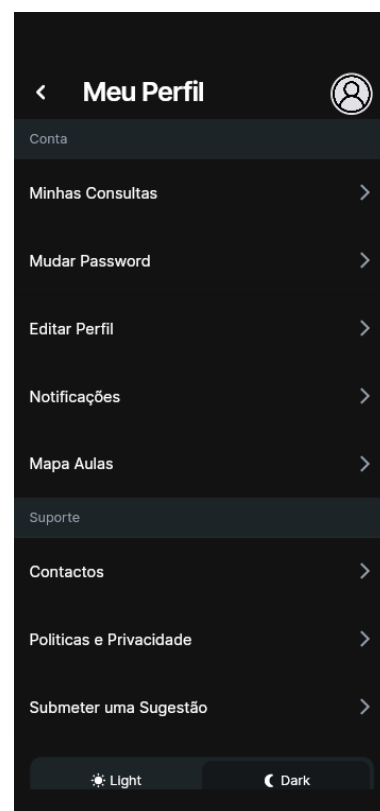 Meu Perfil
Conta
Minhas Consultas
Mudar Password
Editar Perfil
Notificações
Mapa Aulas
Suporte
Contactos
Politicas e Privacidade
Submeter uma Sugestão
Light Dark